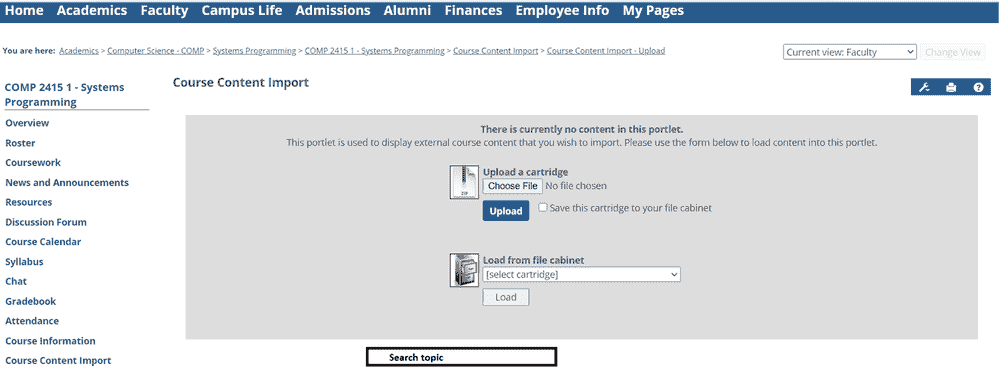 Home Academics Faculty Campus Life Admissions Alumni Finances Employee Info My Pages
You are here: Academics > Computer Science - COMP > Systems Programming > COMP 2415 1 - Systems Programming > Course Content Import > Course Content Import - Upload
Current view: Faculty
Change View
COMP 2415 1 - Systems
Programming
Overview
Roster
Coursework
News and Announcements
Resources
Discussion Forum
Course Calendar
Syllabus
Chat
Gradebook
Attendance
Course Information
Course Content Import
Course Content Import
?
There is currently no content in this portlet.
This portlet is used to display external course content that you wish to import. Please use the form below to load content into this portlet.
ZIP
Upload a cartridge
Choose File No file chosen
Upload Save this cartridge to your file cabinet
Load from file cabinet
[select cartridge]
Load
Search topic